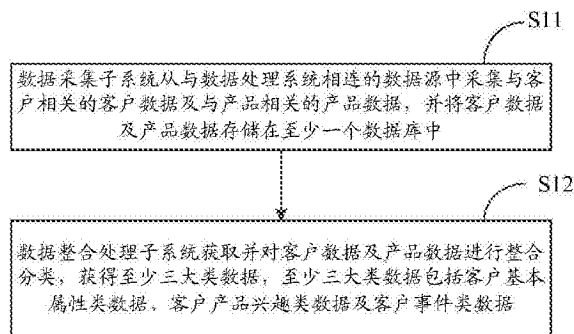 S11
数据采集子系统从与数据处理系统相连的数据源中采集与客户
相关的客户数据及与产品相关的产品数据，并将客户数据
及产品数据存储在至少一个数据库中
S12
数据整合处理子系统获取并对客户数据及产品数据进行整合
分类，获得至少三大类数据，至少三大类数据包括客户基本
属性类数据、客户产品兴趣类数据及客户事件类数据